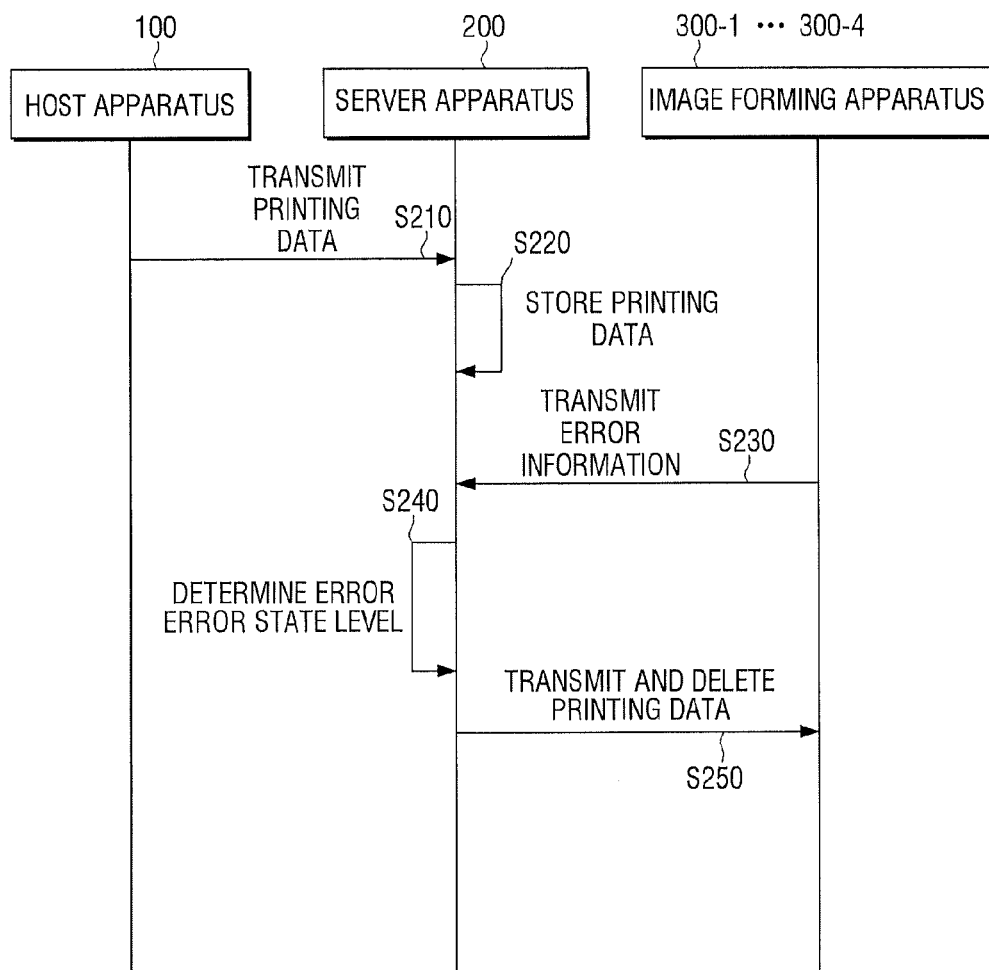 100
200
300-1 ••• 300-4
HOST APPARATUS
SERVER APPARATUS
IMAGE FORMING APPARATUS
TRANSMIT
PRINTING
DATA
S210
S220
STORE PRINTING
DATA
TRANSMIT
ERROR
INFORMATION
S230
S240
DETERMINE ERROR
ERROR STATE LEVEL
TRANSMIT AND DELETE
PRINTING DATA
S250